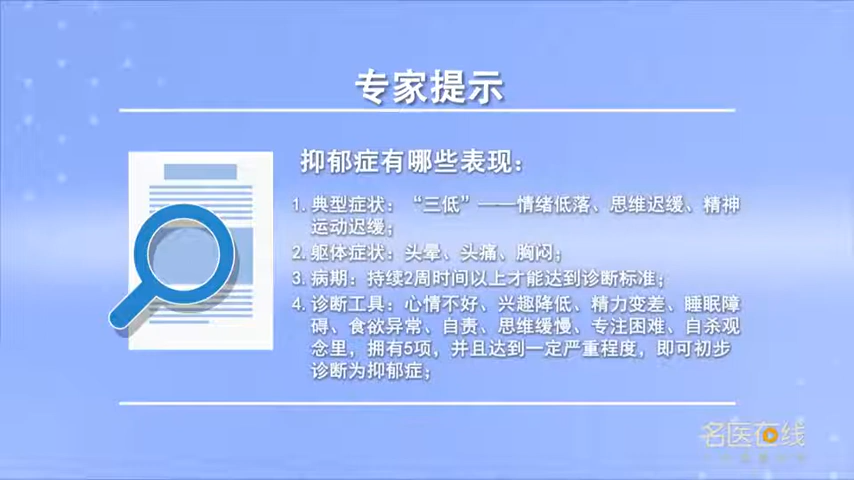 专家提示
抑郁症有哪些表现：
1. 典型症状：“三低”——情绪低落、思维迟缓、精神
运动迟缓；
2. 躯体症状：头晕、头痛、胸闷；
3. 病期：持续2周时间以上才能达到诊断标准；
4. 诊断工具：心情不好、兴趣降低、精力变差、睡眠障
碍、食欲异常、自责、思维缓慢、专注困难、自杀观
念里，拥有5项，并且达到一定严重程度，即可初步
诊断为抑郁症；
名医在线